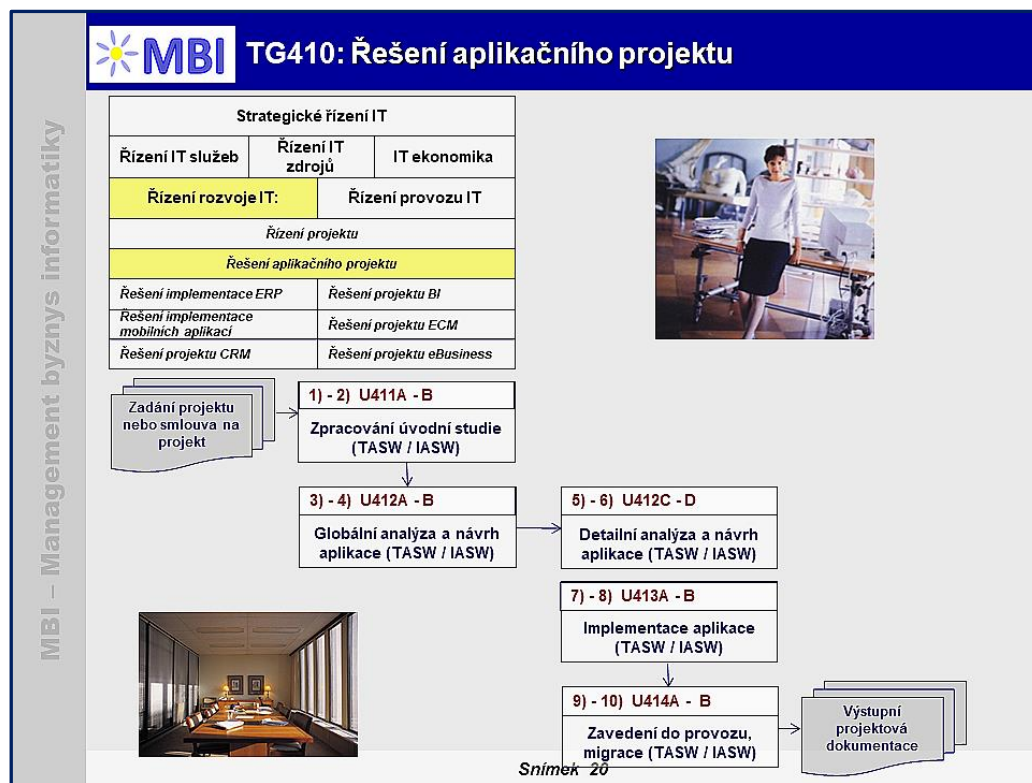 MBI
TG410: Řešení aplikačního projektu
MBI – Management byznys informatiky
Strategické řízení IT
Řízení IT služeb
Řízení IT
zdrojů
IT ekonomika
Řízení rozvoje IT:
Řízení provozu IT
Řízení projektu
Řešení aplikačního projektu
Řešení implementace ERP
Řešení projektu BI
Řešení implementace
mobilních aplikací
Řešení projektu ECM
Řešení projektu CRM
Řešení projektu eBusiness
Zadání projektu
nebo smlouva na
projekt
1) - 2) U411A - B
Zpracování úvodní studie
(TASW / IASW)
3) - 4) U412A - B
Globální analýza a návrh
aplikace (TASW / IASW)
5) - 6) U412C - D
Detailní analýza a návrh
aplikace (TASW / IASW)
7) - 8) U413A - B
Implementace aplikace
(TASW / IASW)
9) - 10) U414A - B
Zavedení do provozu,
migrace (TASW / IASW)
Výstupní
projektová
dokumentace
Snímek 20